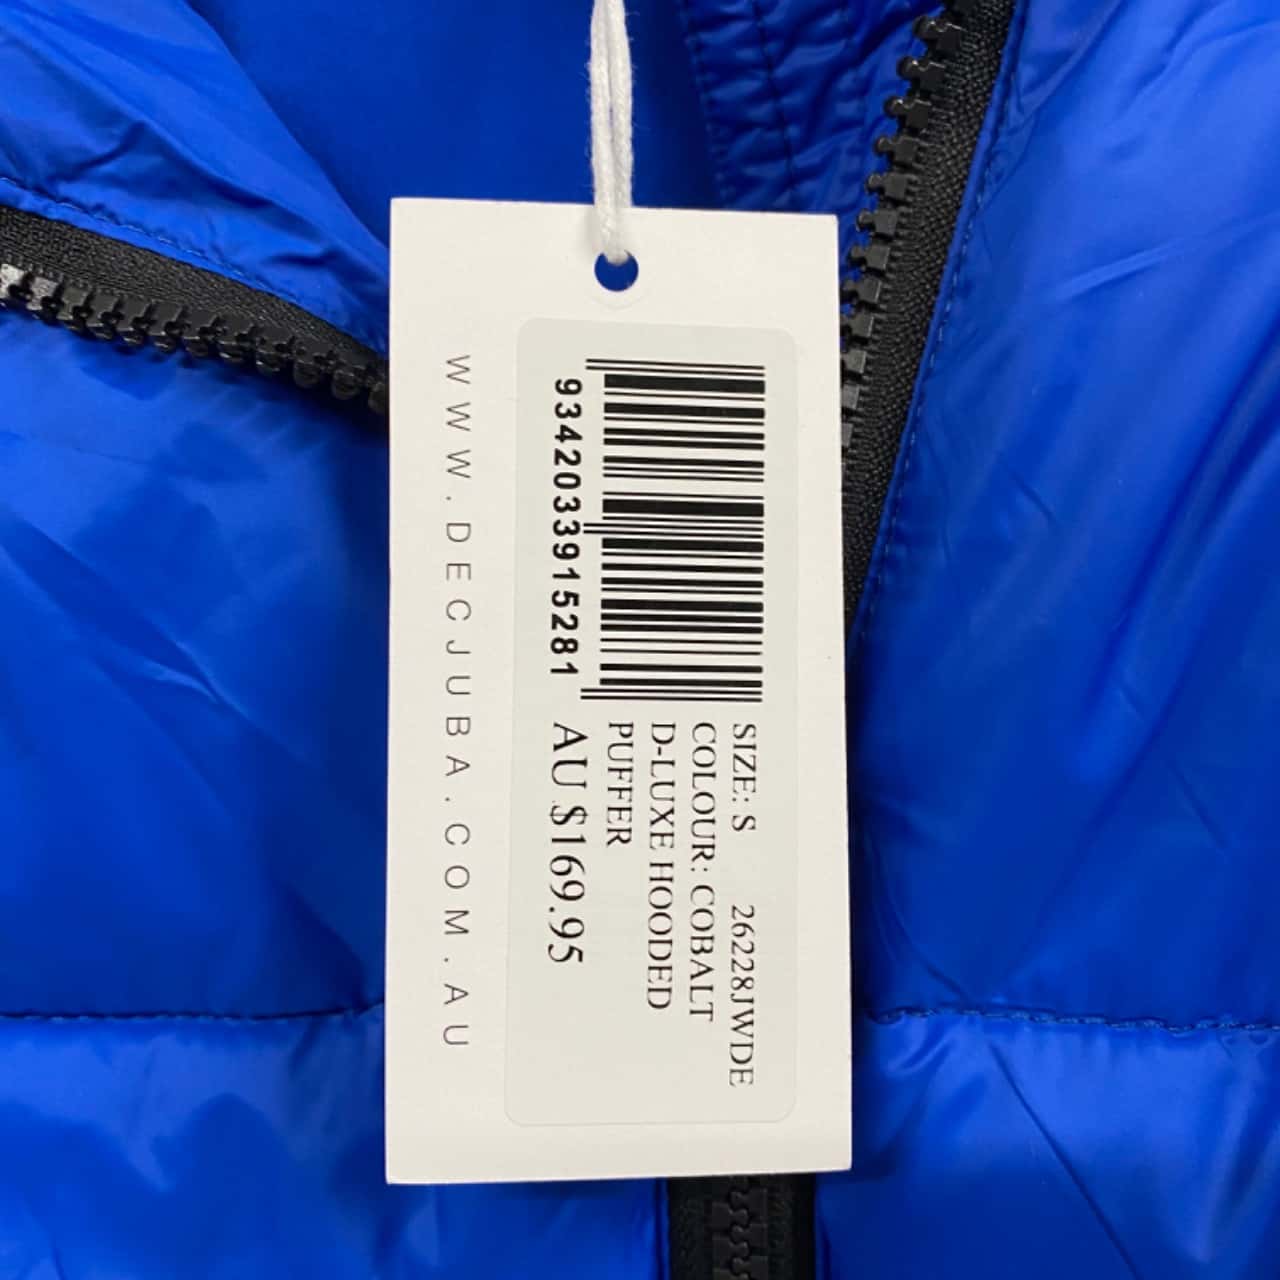 9342033915281
SIZE: S 26228JWDE
COLOUR: COBALT
D-LUXE HOODED
PUFFER
AU $169.95
WWW.DECJUBA.COM.AU